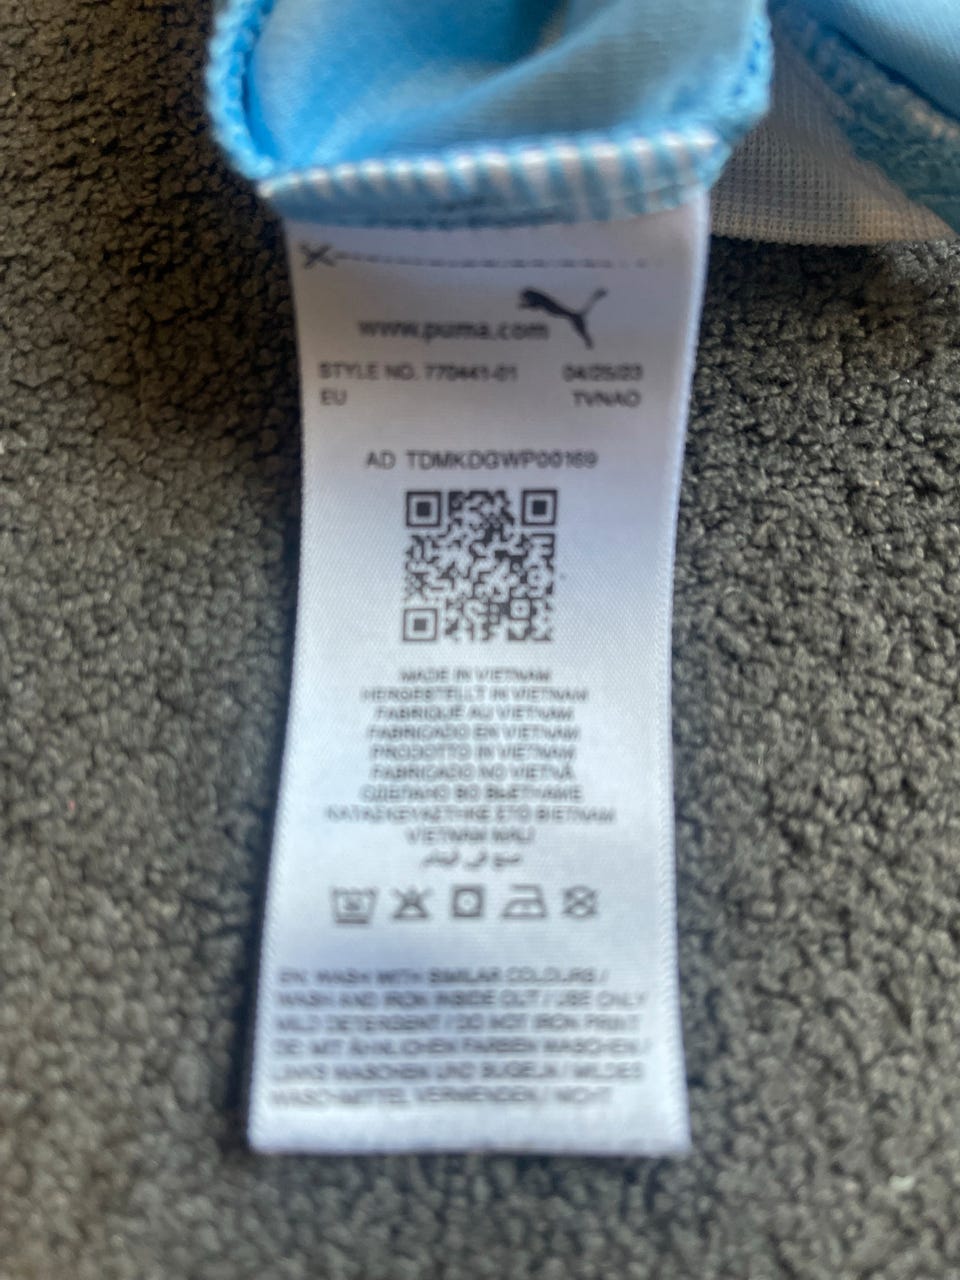 www.puma.com
STYLE NO. 770441-01 04/25/23
EU TVNAO
AD TDMKDGWP00169
MADE IN VIETNAM
HERGESTELLT IN VIETNAM
FABRIQUÉ AU VIETNAM
FABRICADO EN VIETNAM
PRODOTTO IN VIETNAM
FABRICADO NO VIETNÃ
СДЕЛАНО ВО ВЬЕТНАМЕ
ΚΑΤΑΣΚΕΥΑΣΤΗΚΕ ΣΤΟ ΒΙΕΤΝΑΜ
VIETNAM MALI
صنع في فيتنام
EN: WASH WITH SIMILAR COLOURS /
WASH AND IRON INSIDE OUT / USE ONLY
MILD DETERGENT / DO NOT IRON PRINT
DE: MIT ÄHNLICHEN FARBEN WASCHEN /
LINKS WASCHEN UND BÜGELN / MILDES
WASCHMITTEL VERWENDEN / NICHT